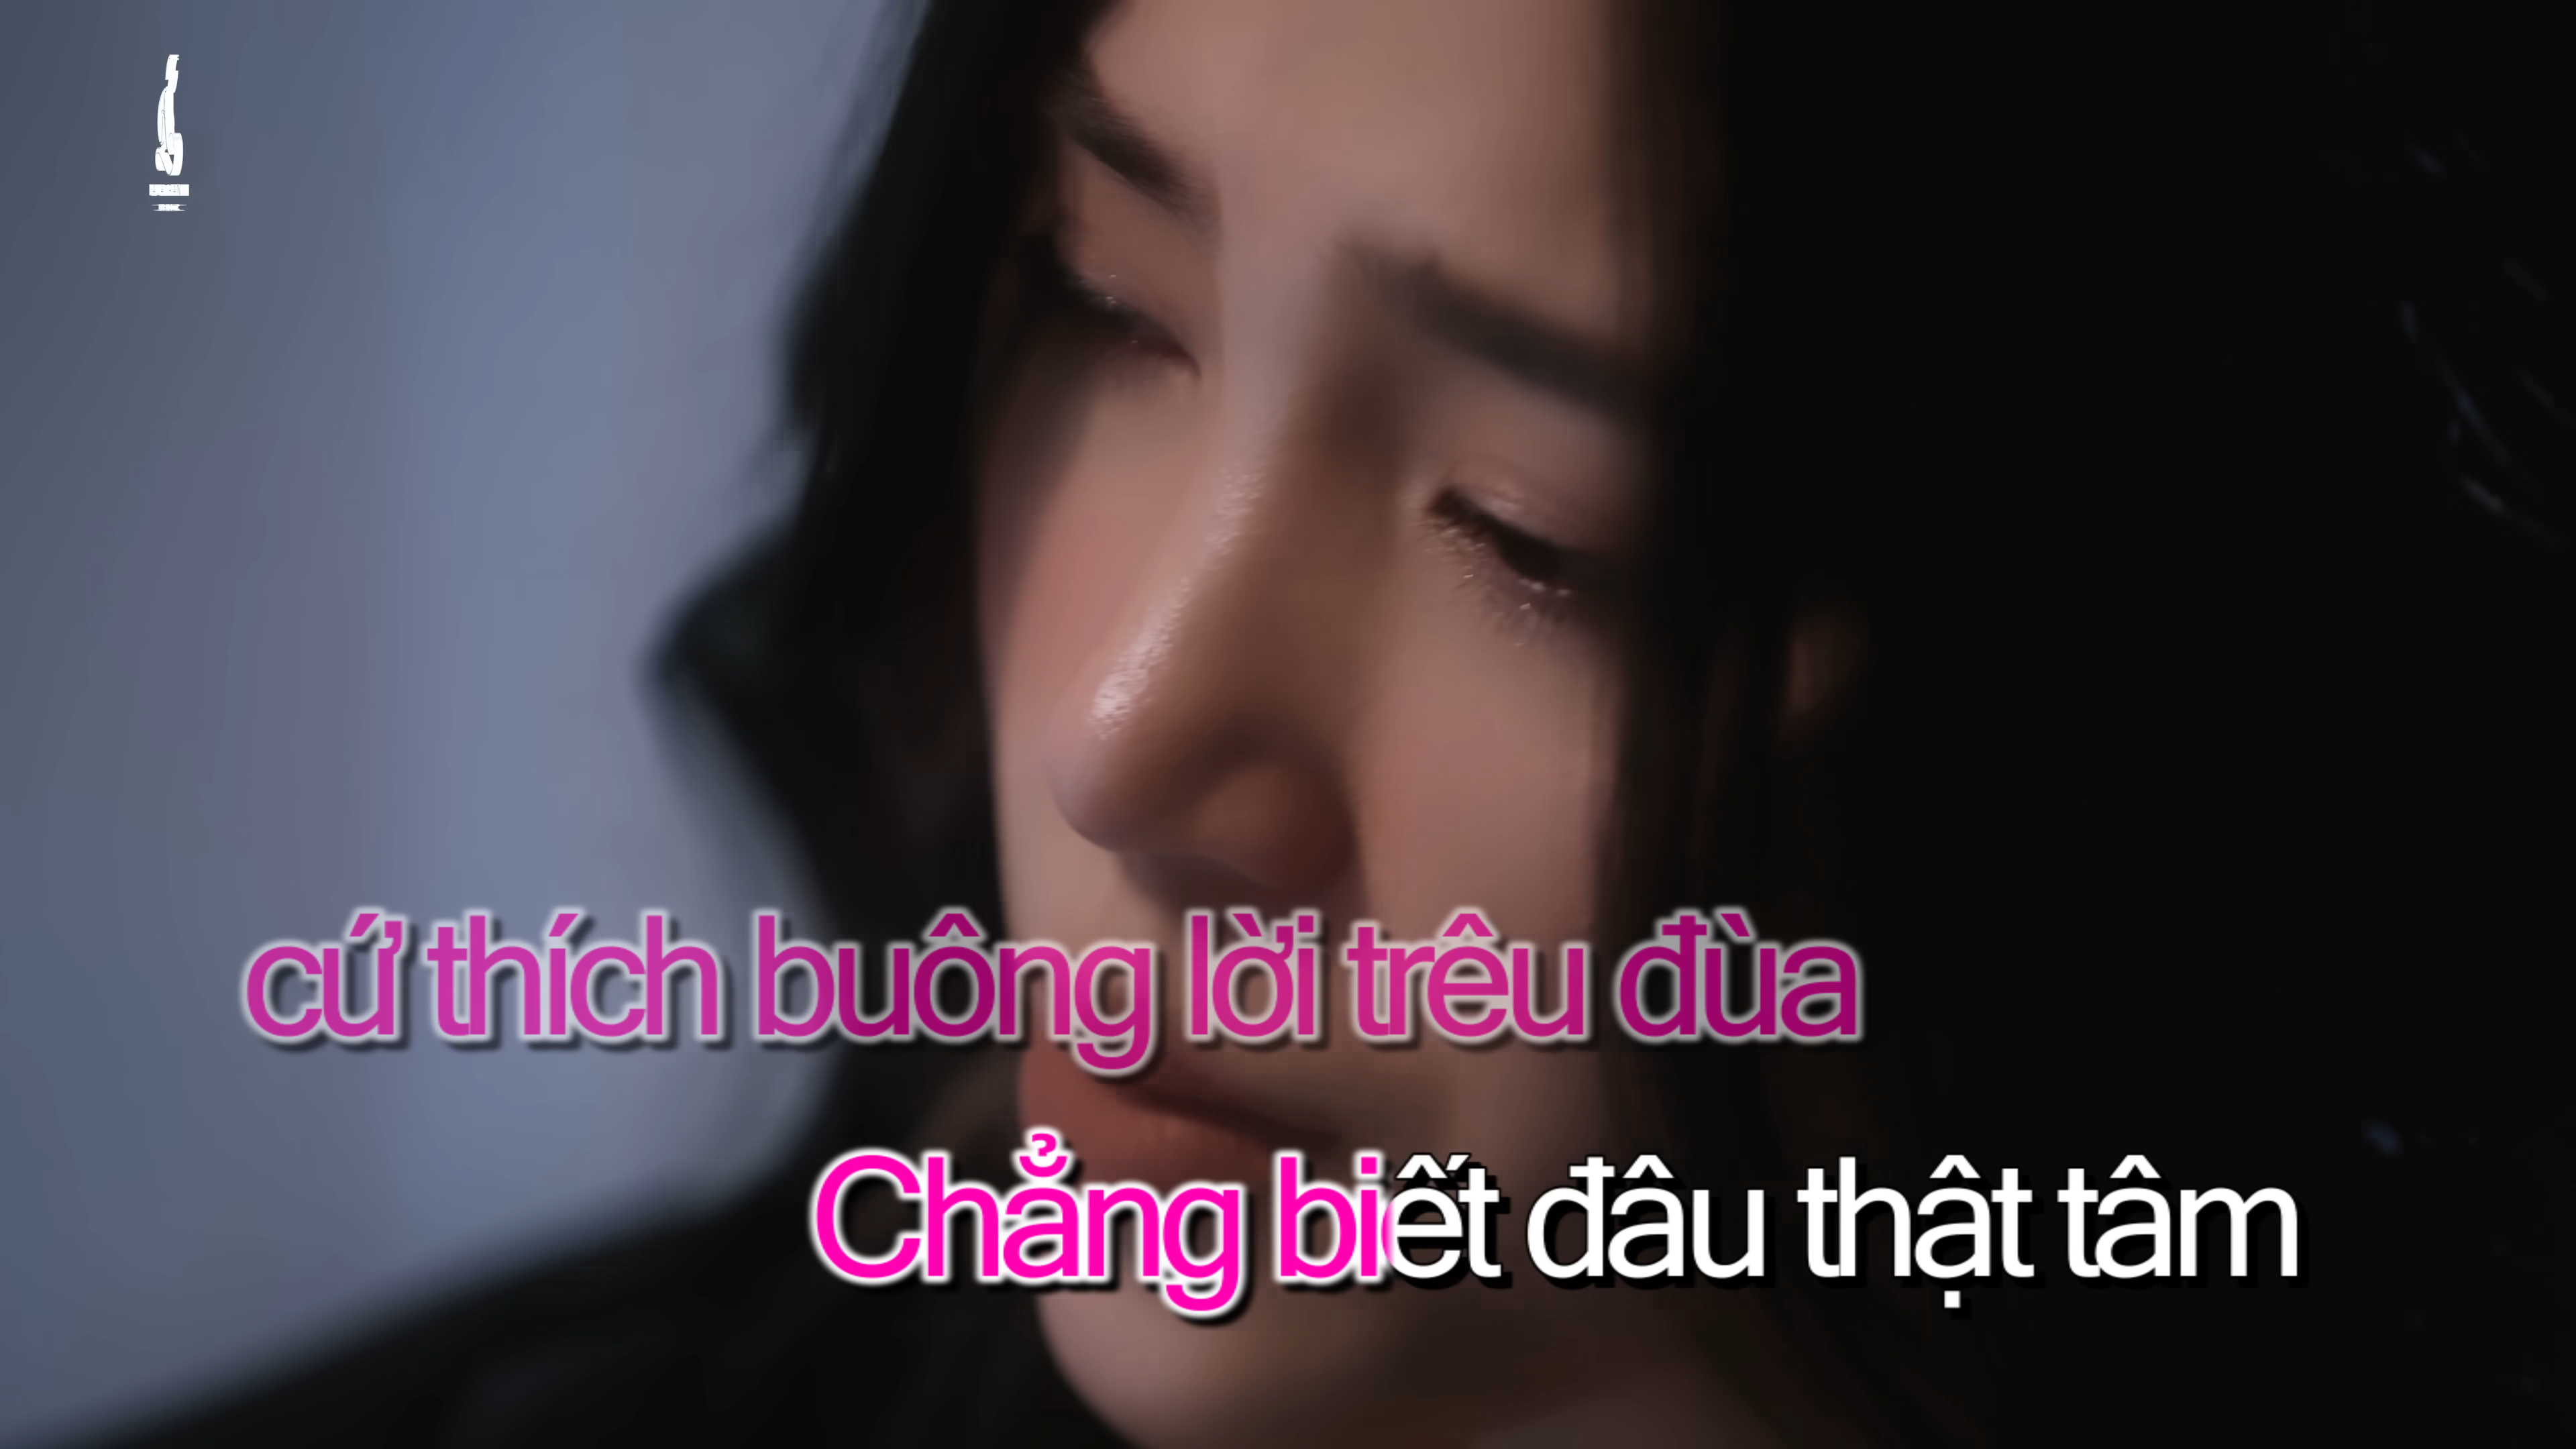 cứ thích buông lời trêu đùa
Chẳng biết đâu thật tâm